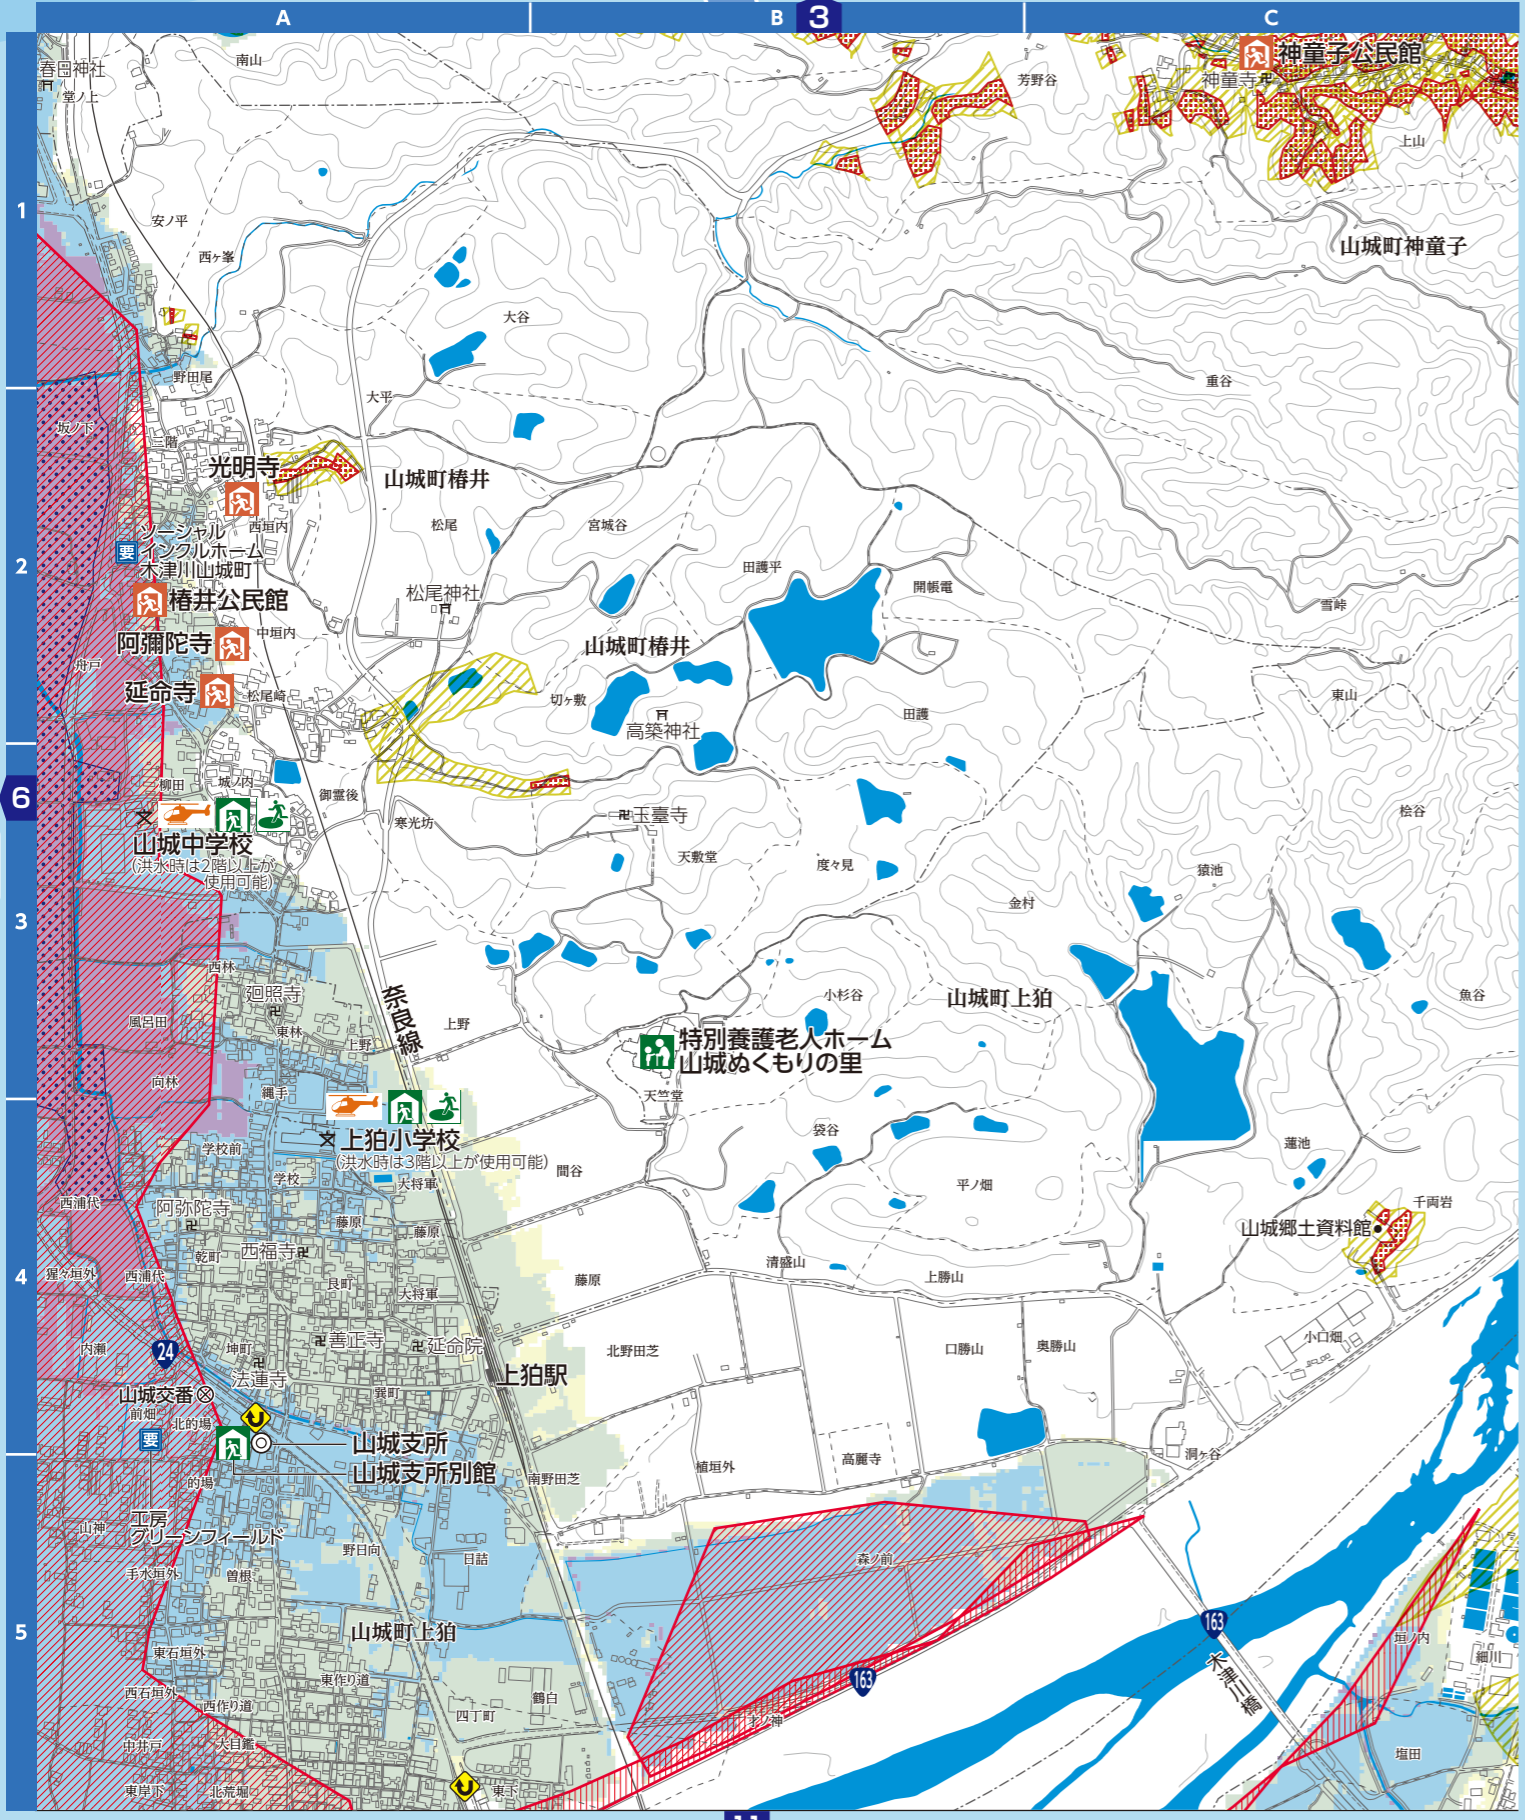 A
B
3
C
1
2
6
3
4
5
春日神社
堂ノ上
南山
芳野谷
神童子公民館
神童寺
上山
安ノ平
西ヶ峯
山城町神童子
大谷
野田尾
大平
重谷
坂ノ下
三階
光明寺
山城町椿井
西垣内
松尾
宮城谷
要
ソーシャル
インクルホーム
木津川山城町
田護平
開帳電
雪峠
椿井公民館
松尾神社
阿彌陀寺
中垣内
山城町椿井
舟戸
延命寺
松尾崎
切ヶ敷
高築神社
田護
東山
柳田
城ノ内
御霊後
寒光坊
玉臺寺
桧谷
山城中学校
(洪水時は2階以上が
使用可能)
天敷堂
度々見
猿池
金村
西林
廻照寺
奈良線
小杉谷
山城町上狛
魚谷
風呂田
東林
上野
上野
特別養護老人ホーム
山城ぬくもりの里
向林
縄手
天竺堂
上狛小学校
(洪水時は3階以上が使用可能)
学校前
袋谷
蓮池
学校
大将軍
間谷
平ノ畑
西浦代
阿弥陀寺
藤原
藤原
千両岩
山城郷土資料館
乾町
西福寺
清盛山
猩々垣外
西浦代
艮町
大将軍
藤原
上勝山
内瀬
24
坤町
善正寺
延命院
北野田芝
口勝山
奥勝山
小口畑
法蓮寺
上狛駅
山城交番
前畑
北的場
巽町
要
山城支所
山城支所別館
的場
南野田芝
植垣外
高麗寺
洞ヶ谷
山神
工房
グリーンフィールド
野日向
日詰
森ノ前
手水垣外
曽根
山城町上狛
163
垣ノ内
細川
東石垣外
木津川橋
西石垣外
西作り道
東作り道
鶴白
163
四丁町
才ノ神
中井戸
大目鑑
塩田
東岸下
北荒堀
東下
11